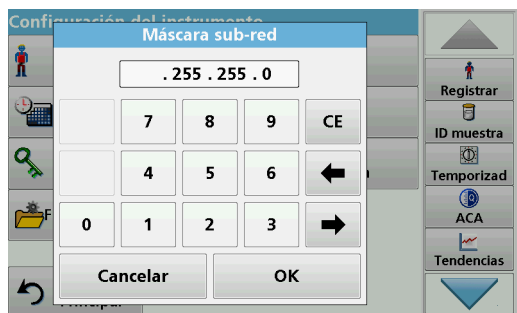 Configuración del instrumento
Máscara sub-red
. 255 . 255 . 0
7 8 9 CE
4 5 6
0 1 2 3
Cancelar OK
F
Principal
Registrar
ID muestra
Temporizad
ACA
Tendencias